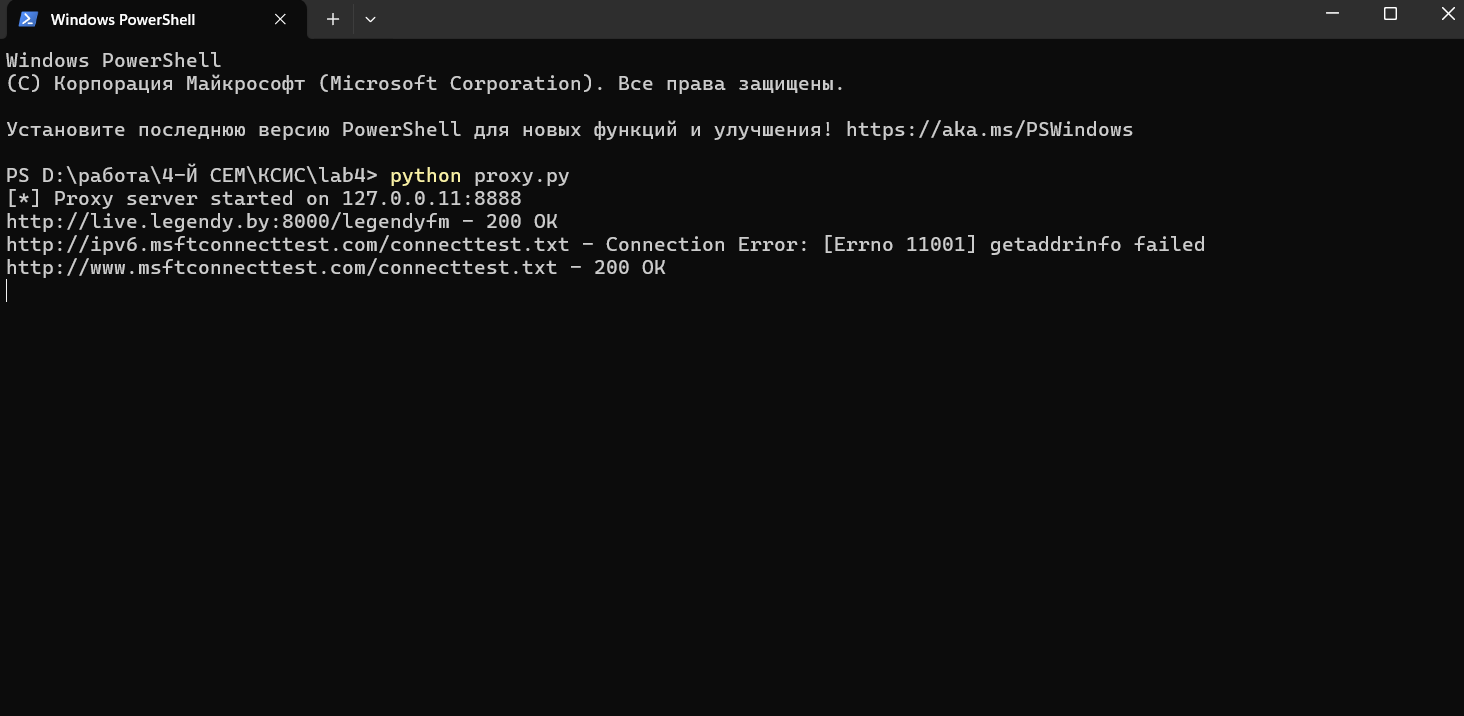 Windows PowerShell
Windows PowerShell
(C) Корпорация Майкрософт (Microsoft Corporation). Все права защищены.
Установите последнюю версию PowerShell для новых функций и улучшения! https://aka.ms/PSWindows
PS D:\работа\4-Й СЕМ\КСИС\lab4> python proxy.py
[*] Proxy server started on 127.0.0.11:8888
http://live.legendy.by:8000/legendyfm - 200 OK
http://ipv6.msftconnecttest.com/connecttest.txt - Connection Error: [Errno 11001] getaddrinfo failed
http://www.msftconnecttest.com/connecttest.txt - 200 OK